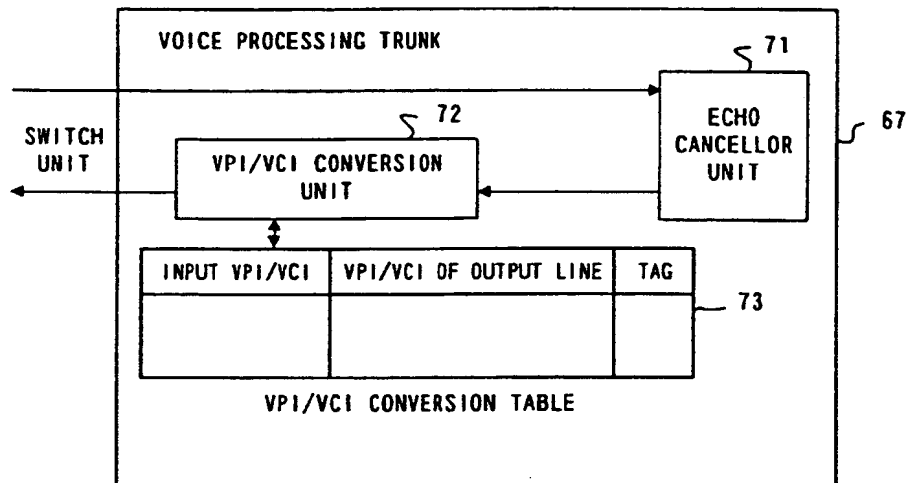 VOICE PROCESSING TRUNK
71
72
67
SWITCH
UNIT
ECHO
CANCELLOR
UNIT
VPI/VCI CONVERSION
UNIT
INPUT VPI/VCI
VPI/VCI OF OUTPUT LINE
TAG
73
VPI/VCI CONVERSION TABLE